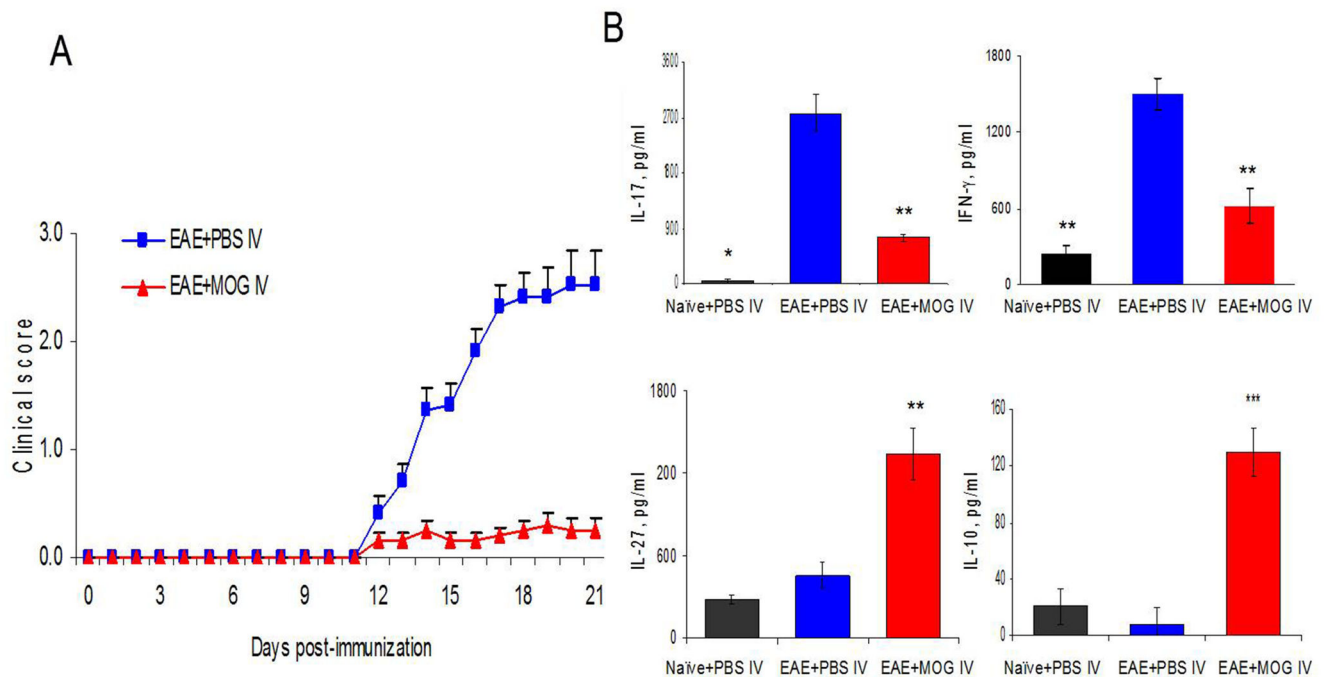 A
EAE+PBS IV
EAE+MOG IV
Clinical score
3.0
2.0
1.0
0.0
0 3 6 9 12 15 18 21
Days post-immunization
B
IL-17, pg/ml
3600
2700
1800
900
0
*
**
Naïve+PBS IV EAE+PBS IV EAE+MOG IV
IFN-γ, pg/ml
1800
1200
600
0
**
**
Naïve+PBS IV EAE+PBS IV EAE+MOG IV
IL-27, pg/ml
1800
200
600
0
**
Naïve+PBS IV EAE+PBS IV EAE+MOG IV
IL-10, pg/ml
160
120
80
40
0
***
Naïve+PBS IV EAE+PBS IV EAE+MOG IV